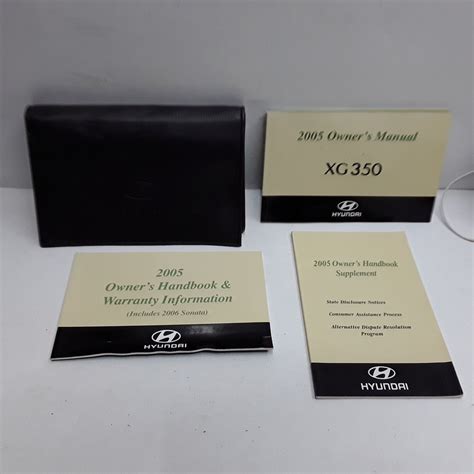 2005 Owner's Manual
XG350
HYUNDAI
2005
Owner's Handbook &
Warranty Information
(Includes 2006 Sonata)
HYUNDAI
2005 Owner's Handbook
Supplement
State Disclosure Notices
Consumer Assistance Process
Alternative Dispute Resolution
Program
HYUNDAI